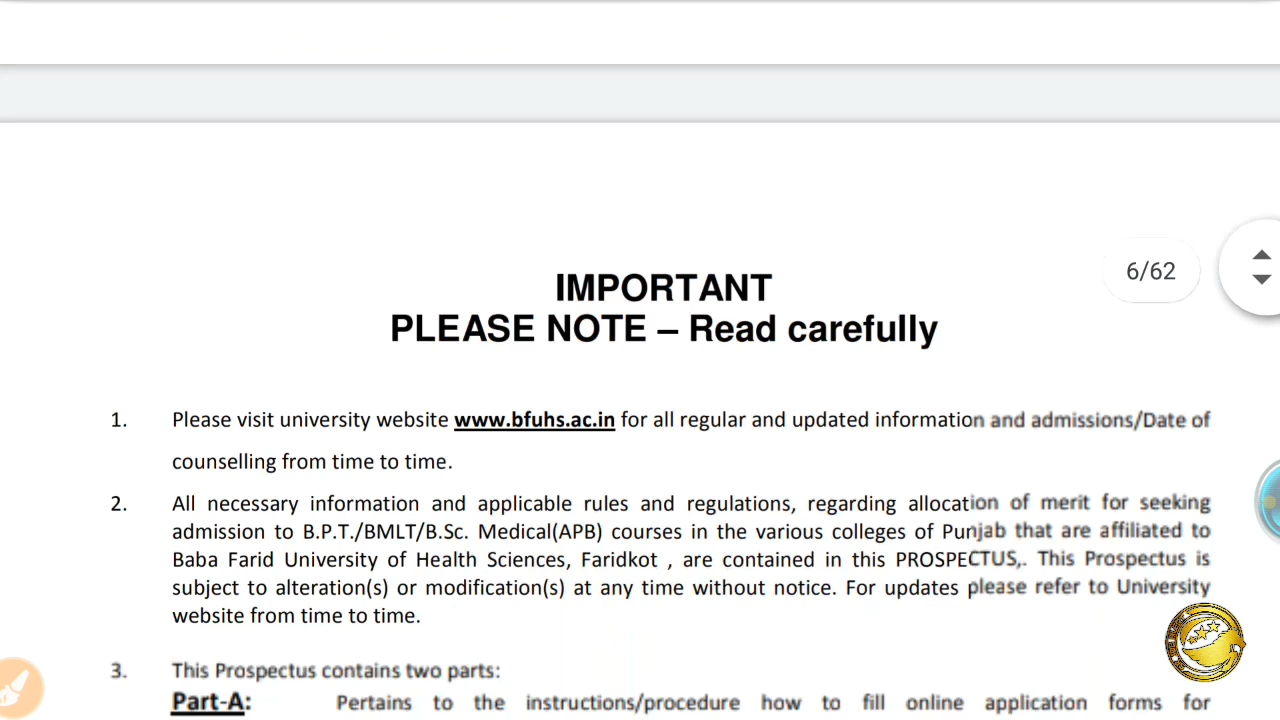 6/62
IMPORTANT
PLEASE NOTE – Read carefully
1. Please visit university website www.bfuhs.ac.in for all regular and updated information and admissions/Date of
counselling from time to time.
2. All necessary information and applicable rules and regulations, regarding allocation of merit for seeking
admission to B.P.T./BMLT/B.Sc. Medical(APB) courses in the various colleges of Punjab that are affiliated to
Baba Farid University of Health Sciences, Faridkot , are contained in this PROSPECTUS,. This Prospectus is
subject to alteration(s) or modification(s) at any time without notice. For updates please refer to University
website from time to time.
3. This Prospectus contains two parts:
Part-A: Pertains to the instructions/procedure how to fill online application forms for